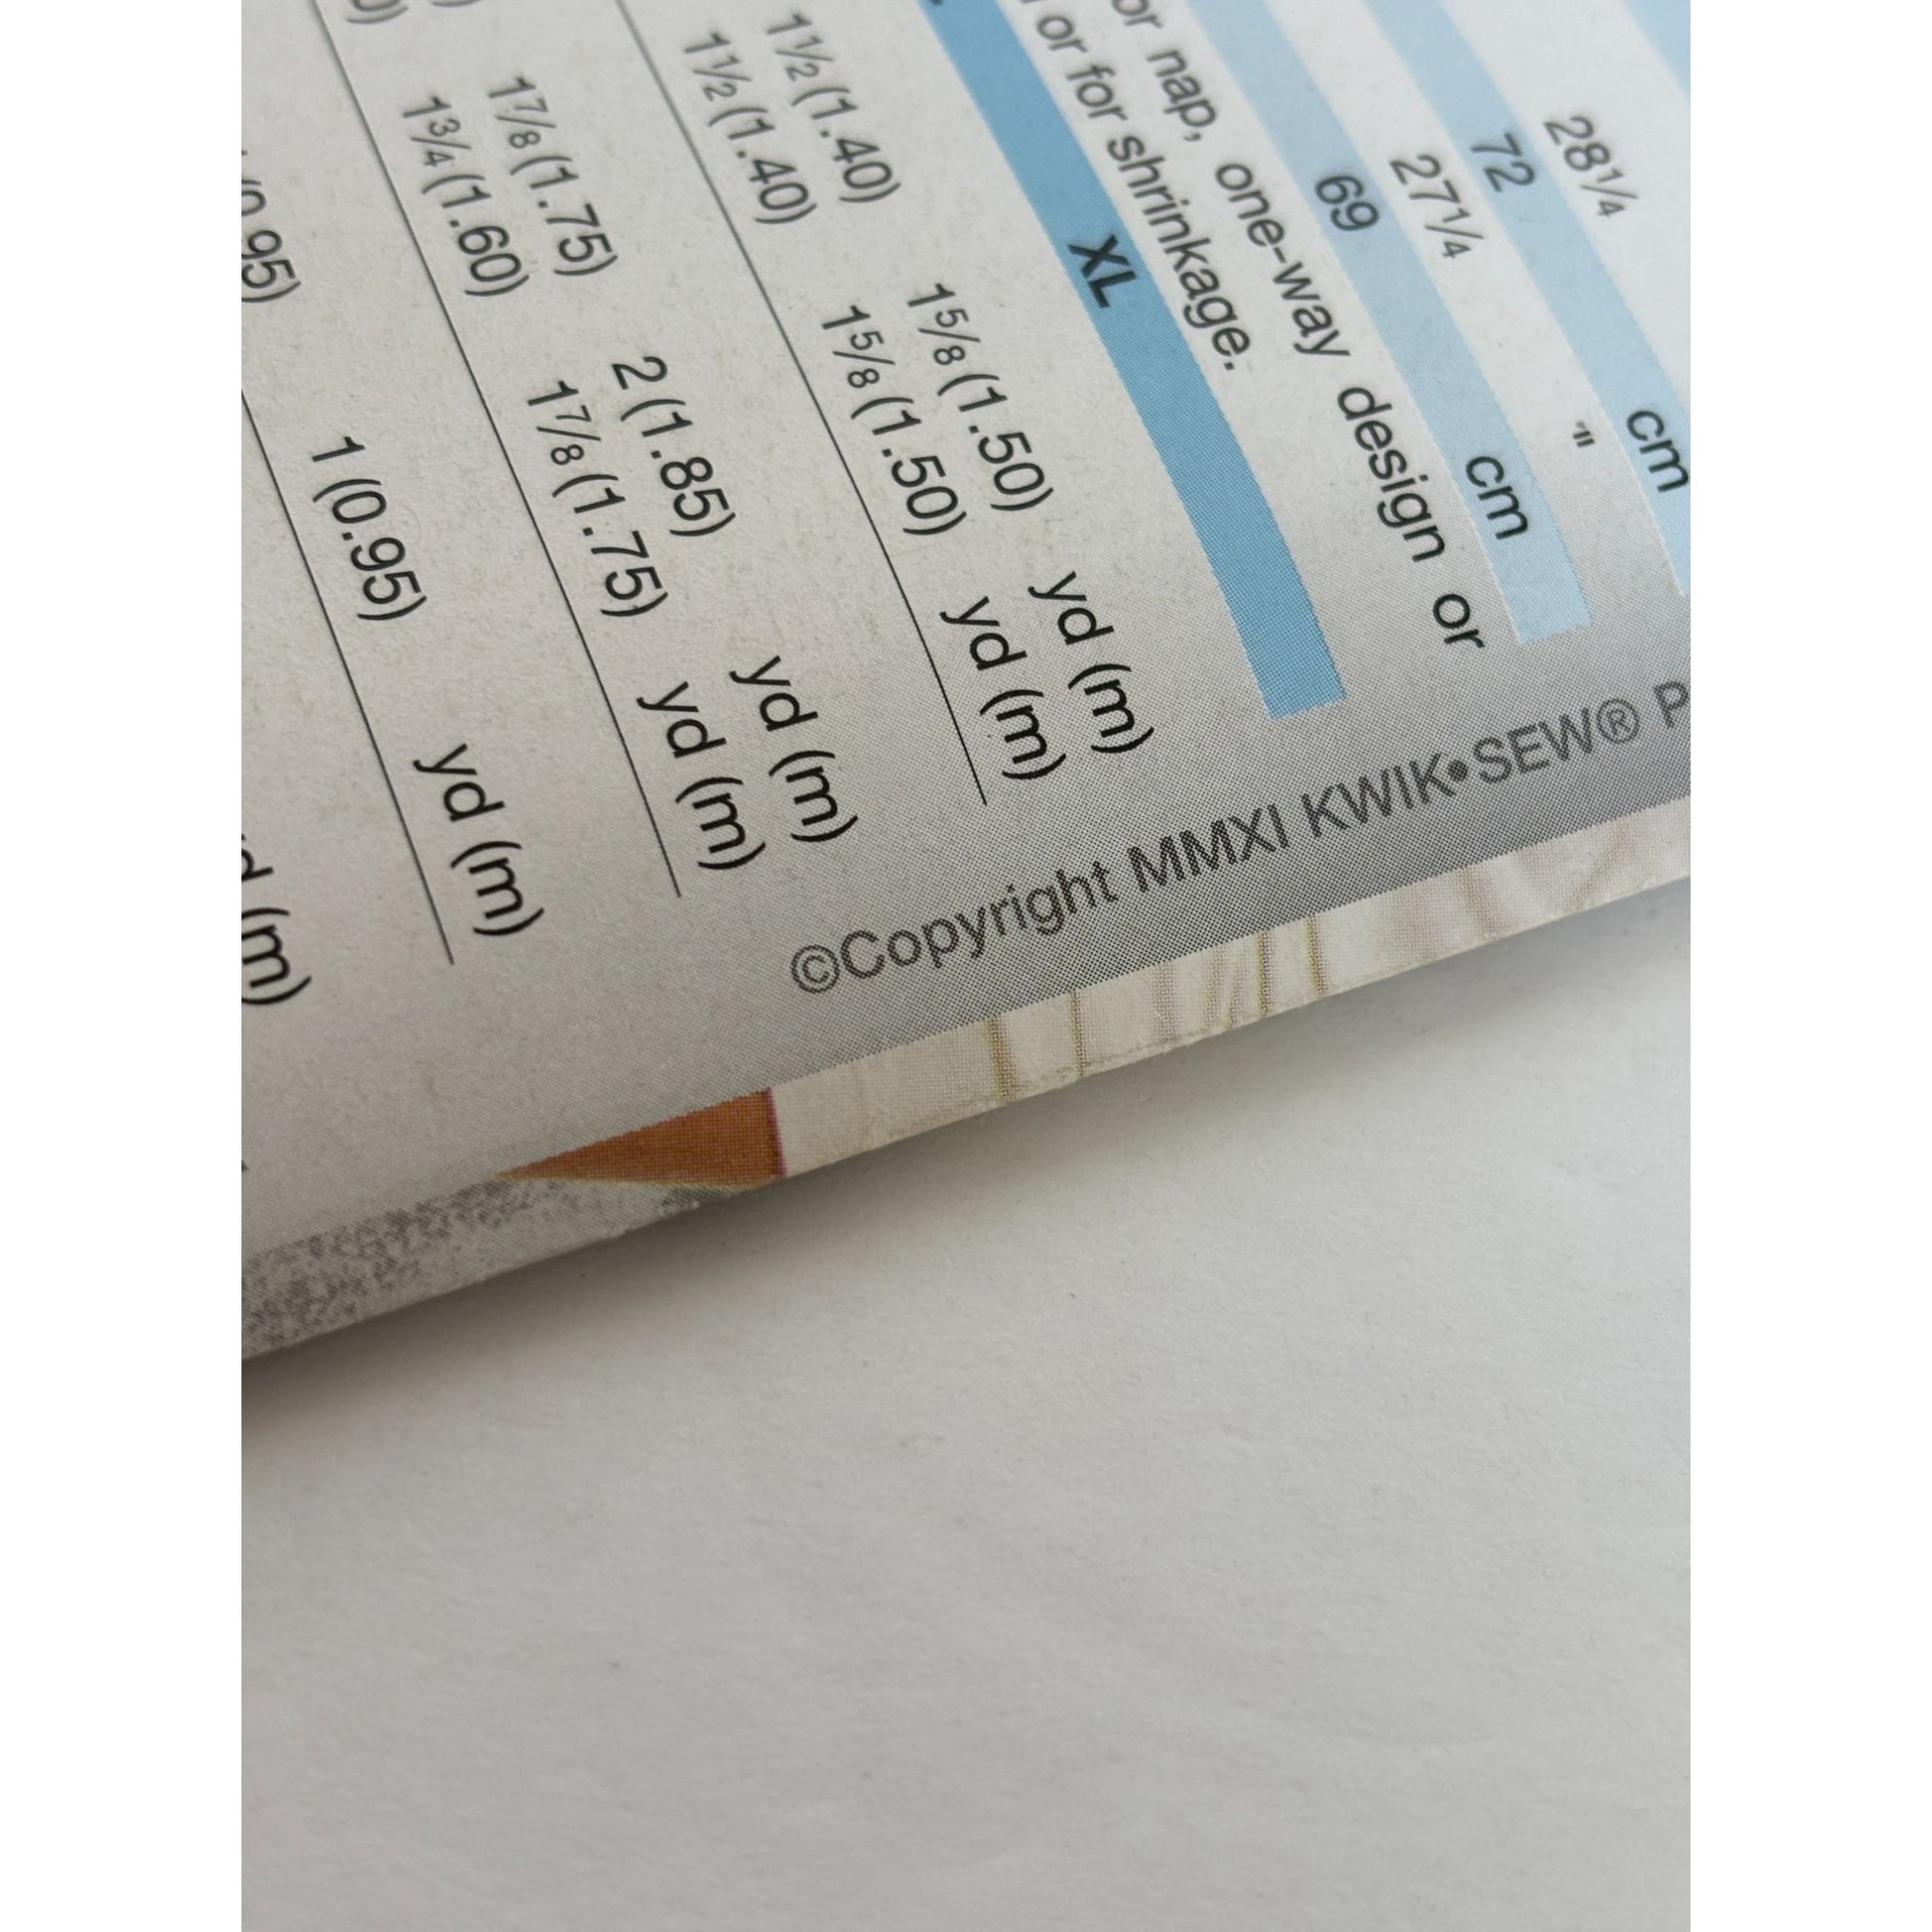 28¼ cm
72 "
27¼ cm
69
or nap, one-way design or
or for shrinkage.
XL
1½ (1.40) 1⅝ (1.50) yd (m)
1½ (1.40) 1⅝ (1.50) yd (m)
1⅞ (1.75) 2 (1.85) yd (m)
1¾ (1.60) 1⅞ (1.75) yd (m)
1 (0.95) yd (m)
(m)
©Copyright MMXI KWIK•SEW®